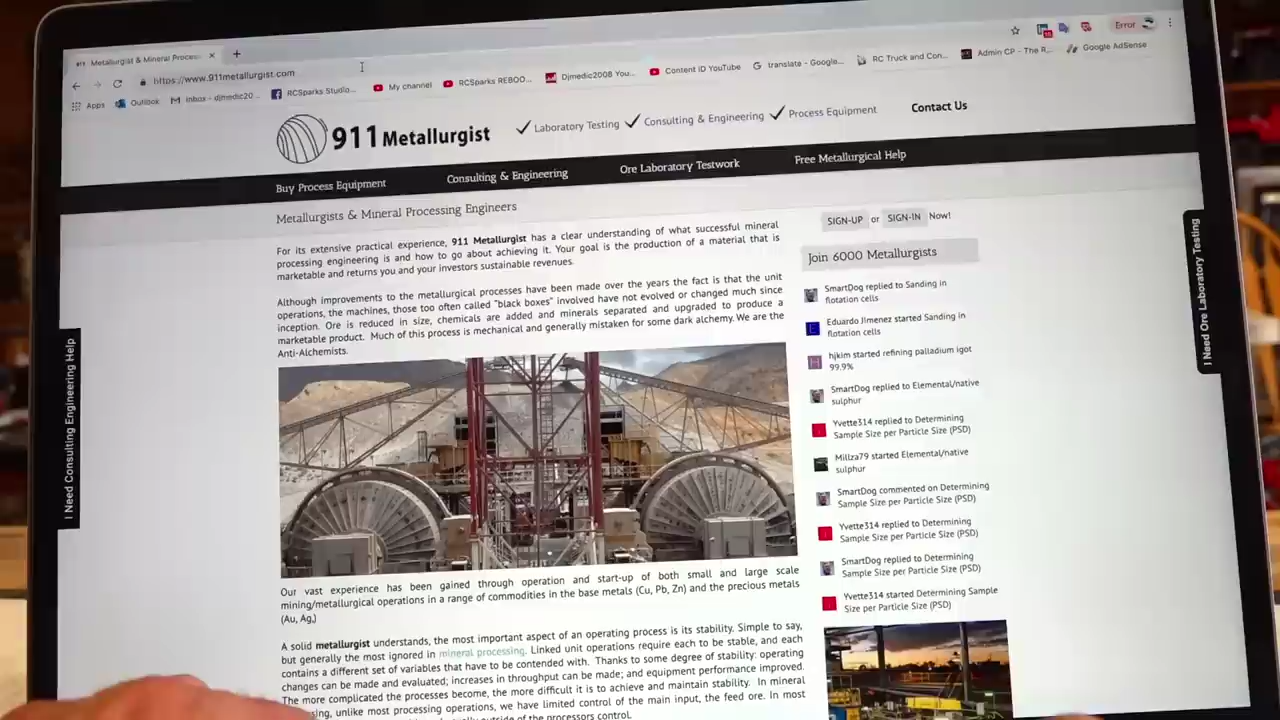 Metallurgist & Mineral Process
Error
https://www.911metallurgist.com
Apps
Outlook
Inbox - djmedic20...
RCSparks Studio...
My channel
RCSparks REBOO...
Djmedic2008 You...
Content ID YouTube
translate - Google...
RC Truck and Con...
Admin CP - The R...
Google AdSense
911 Metallurgist
Laboratory Testing
Consulting & Engineering
Process Equipment
Contact Us
Buy Process Equipment
Consulting & Engineering
Ore Laboratory Testwork
Free Metallurgical Help
Metallurgists & Mineral Processing Engineers
For its extensive practical experience, 911 Metallurgist has a clear understanding of what successful mineral
processing engineering is and how to go about achieving it. Your goal is the production of a material that is
marketable and returns you and your investors sustainable revenues.
Although improvements to the metallurgical processes have been made over the years the fact is that the unit
operations, the machines, those too often called "black boxes" involved have not evolved or changed much since
inception. Ore is reduced in size, chemicals are added and minerals separated and upgraded to produce a
marketable product. Much of this process is mechanical and generally mistaken for some dark alchemy. We are the
Anti-Alchemists.
Our vast experience has been gained through operation and start-up of both small and large scale
mining/metallurgical operations in a range of commodities in the base metals (Cu, Pb, Zn) and the precious metals
(Au, Ag,)
A solid metallurgist understands, the most important aspect of an operating process is its stability. Simple to say,
but generally the most ignored in mineral processing. Linked unit operations require each to be stable, and each
contains a different set of variables that have to be contended with. Thanks to some degree of stability: operating
changes can be made and evaluated; increases in throughput can be made; and equipment performance improved.
The more complicated the processes become, the more difficult it is to achieve and maintain stability. In mineral
unlike most processing operations, we have limited control of the main input, the feed ore. In most
outside of the processors control.
SIGN-UP or SIGN-IN Now!
Join 6000 Metallurgists
SmartDog replied to Sanding in
flotation cells
Eduardo Jimenez started Sanding in
flotation cells
hjkim started refining palladium igot
99.9%
SmartDog replied to Elemental/native
sulphur
Yvette314 replied to Determining
Sample Size per Particle Size (PSD)
Millza79 started Elemental/native
sulphur
SmartDog commented on Determining
Sample Size per Particle Size (PSD)
Yvette314 replied to Determining
Sample Size per Particle Size (PSD)
SmartDog replied to Determining
Sample Size per Particle Size (PSD)
Yvette314 started Determining Sample
Size per Particle Size (PSD)
I Need Consulting Engineering Help
I Need Ore Laboratory Testing